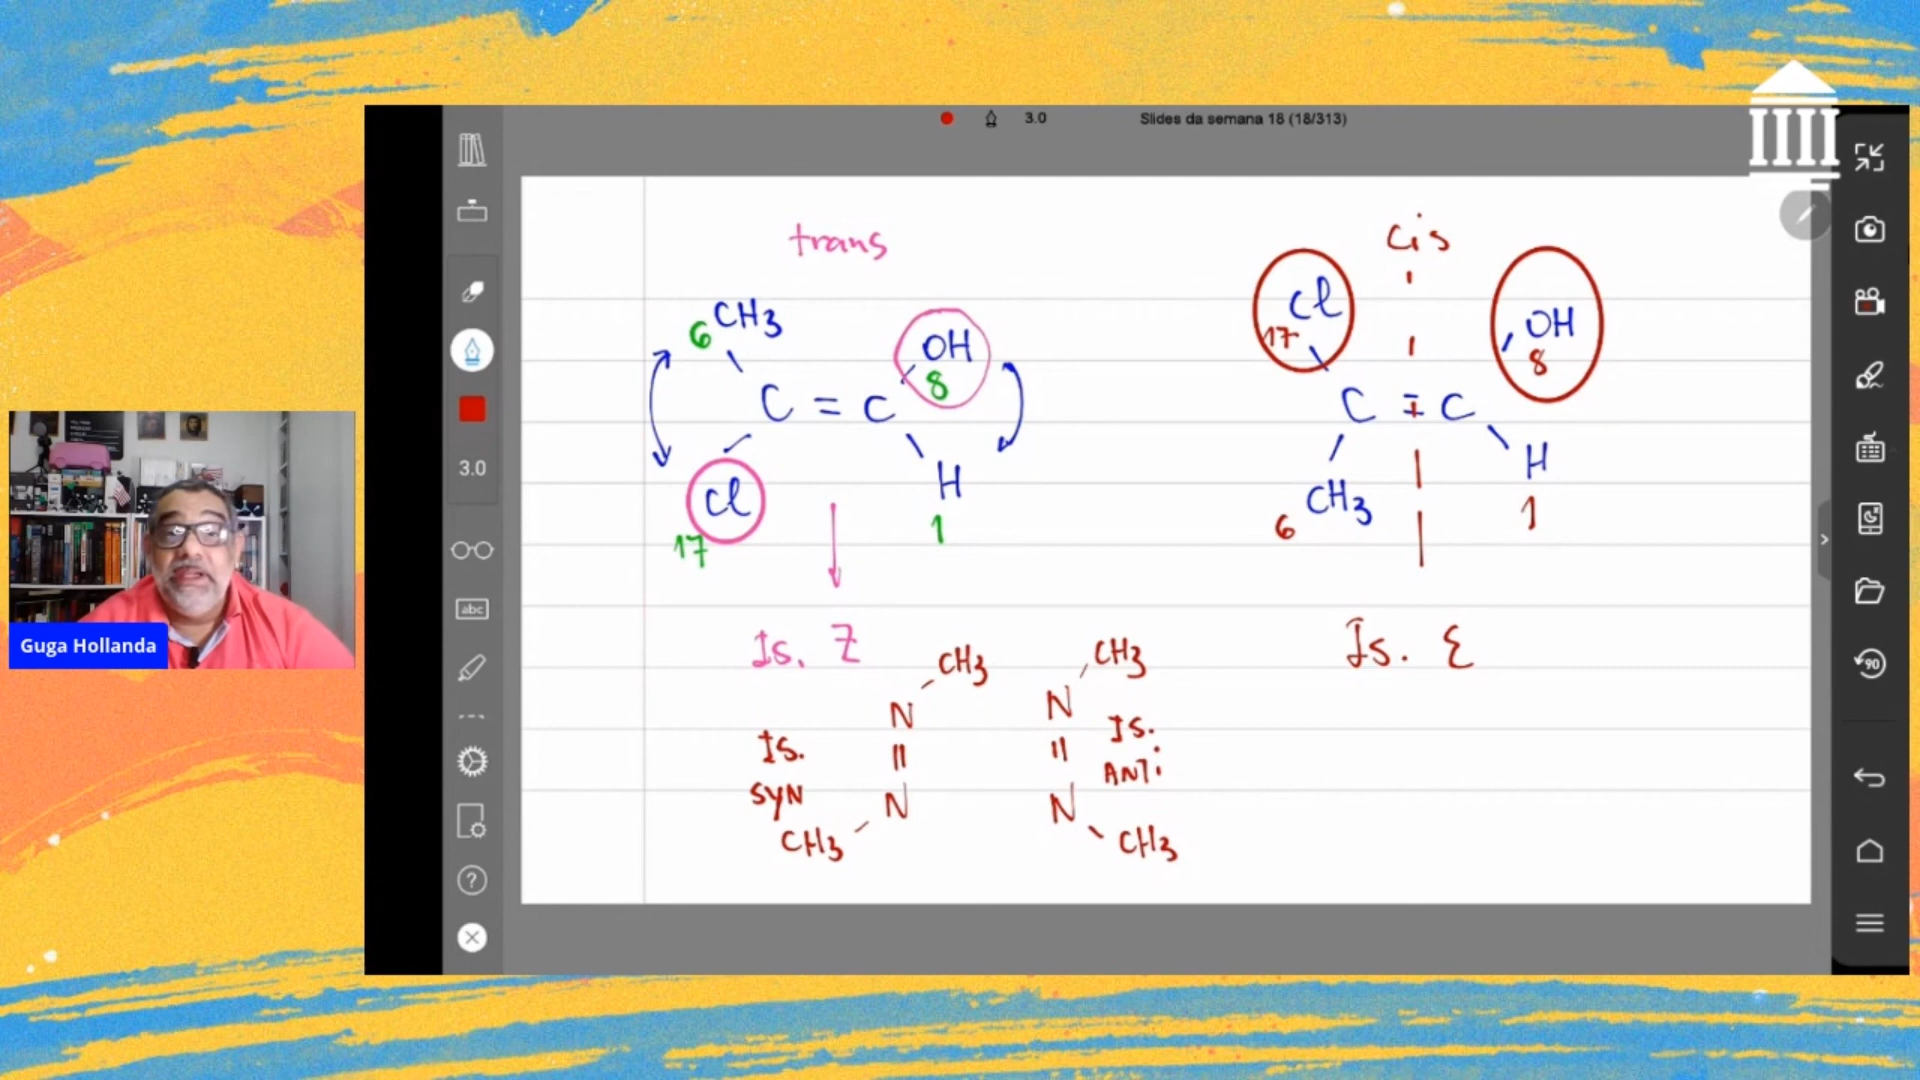 3.0 Slides da semana 18 (18/313)
trans
cis
CH3
6
OH
8
C = C
Cl
17
H
1
Cl
17
OH
8
C = C
CH3
6
H
1
Is. Z
Is. E
CH3
N
=
N
CH3
Is.
SYN
CH3
N
=
N
CH3
Is.
ANTi
3.0
abc
?
90
Guga Hollanda